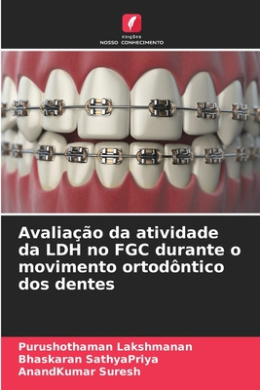 edições
NOSSO CONHECIMENTO
Avaliação da atividade
da LDH no FGC durante o
movimento ortodôntico
dos dentes
Purushothaman Lakshmanan
Bhaskaran SathyaPriya
AnandKumar Suresh